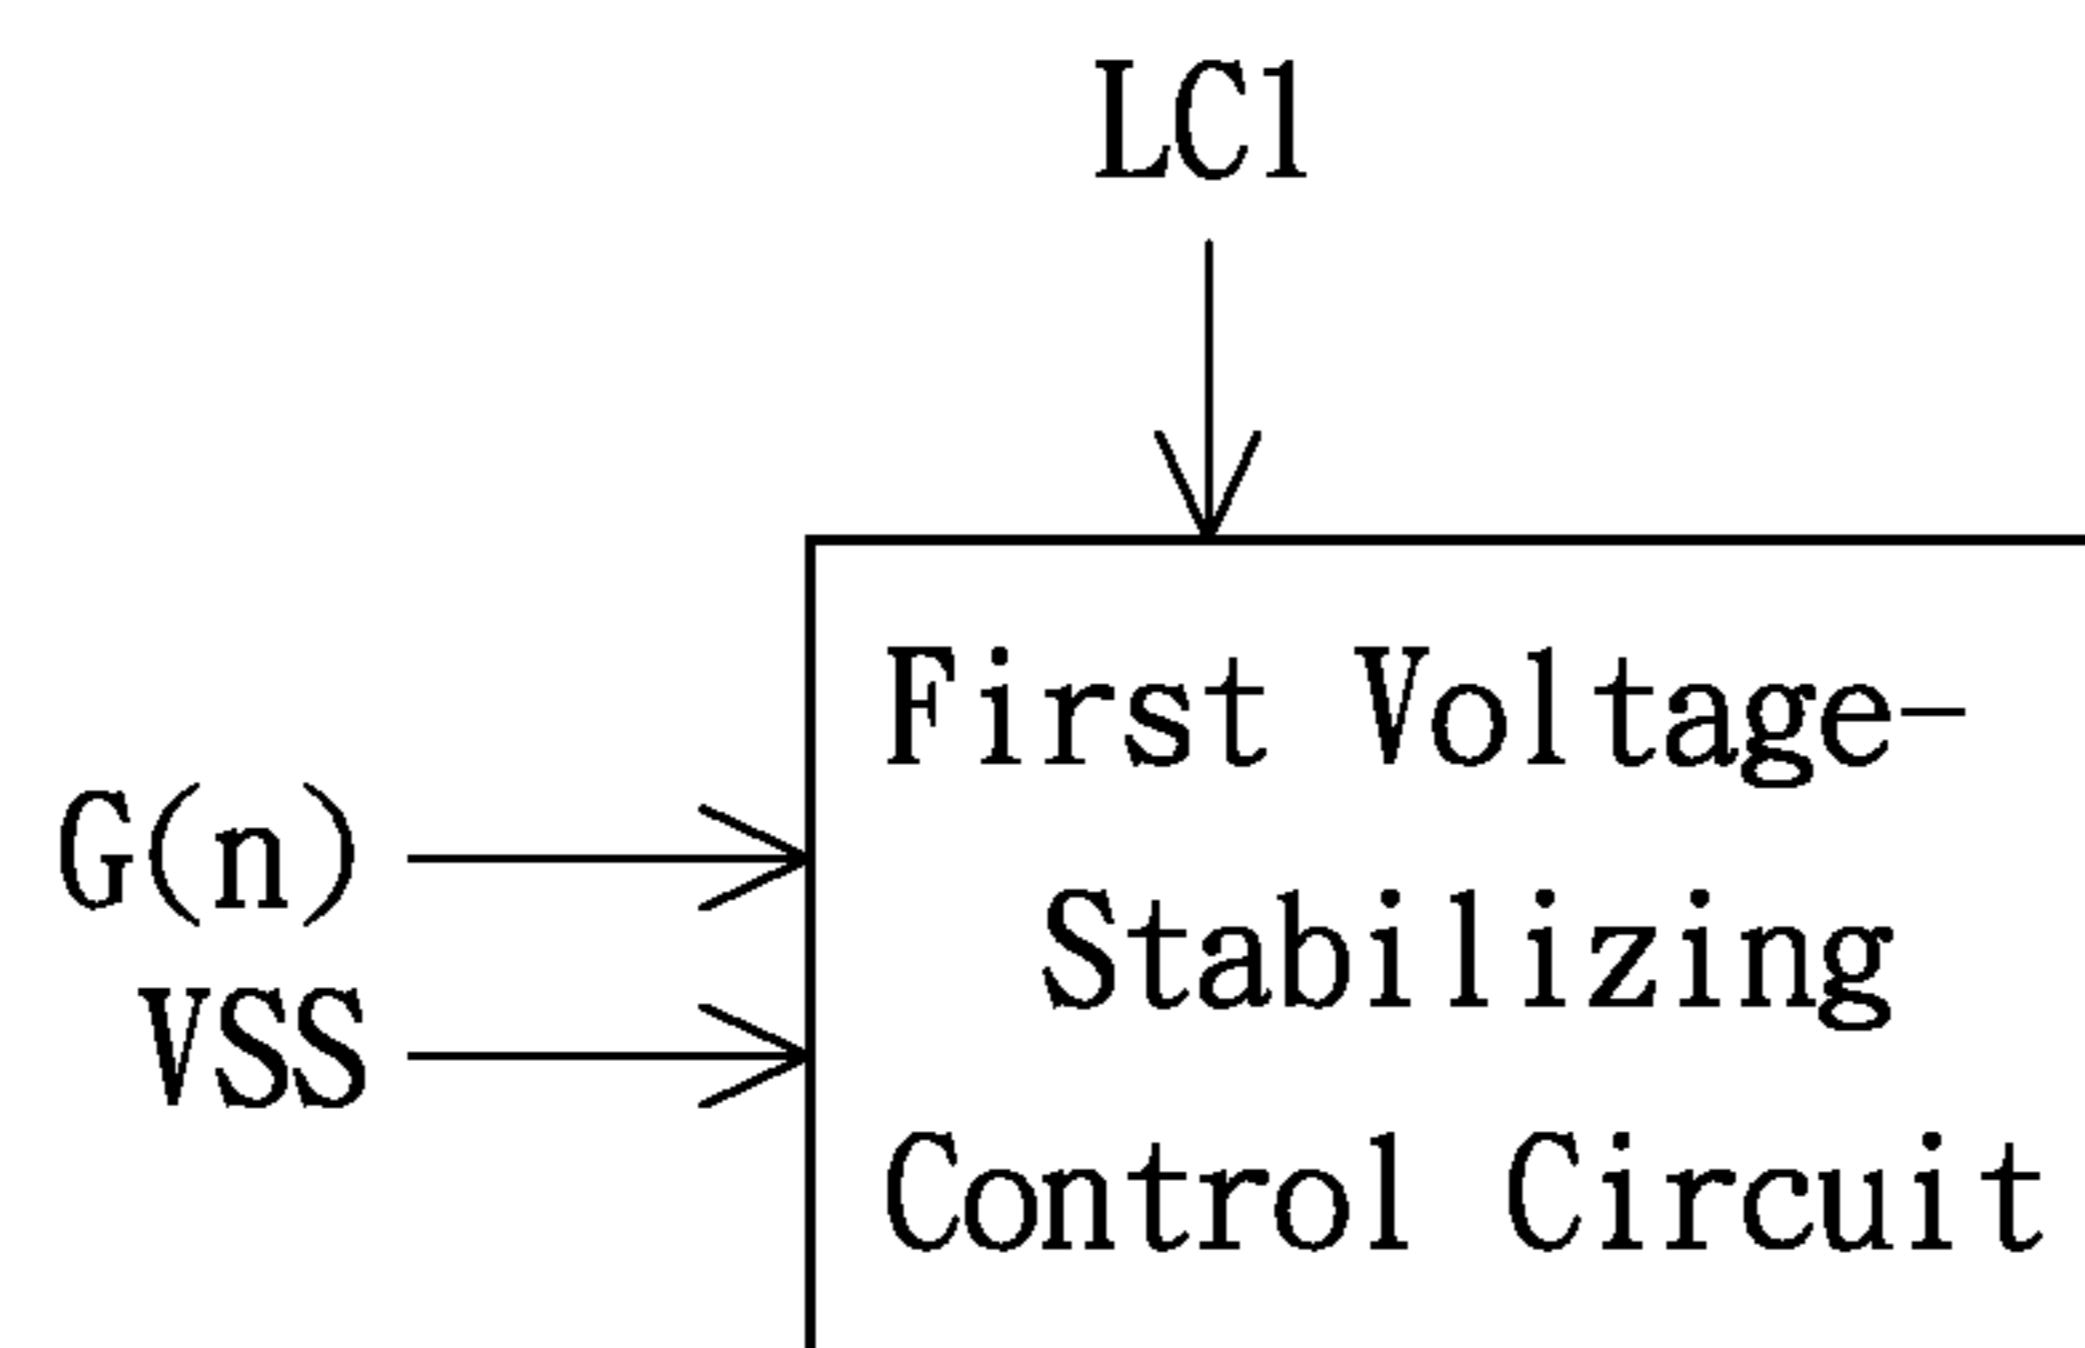 LC1
First Voltage-
G(n)
Stabilizing
VSS
Control Circuit